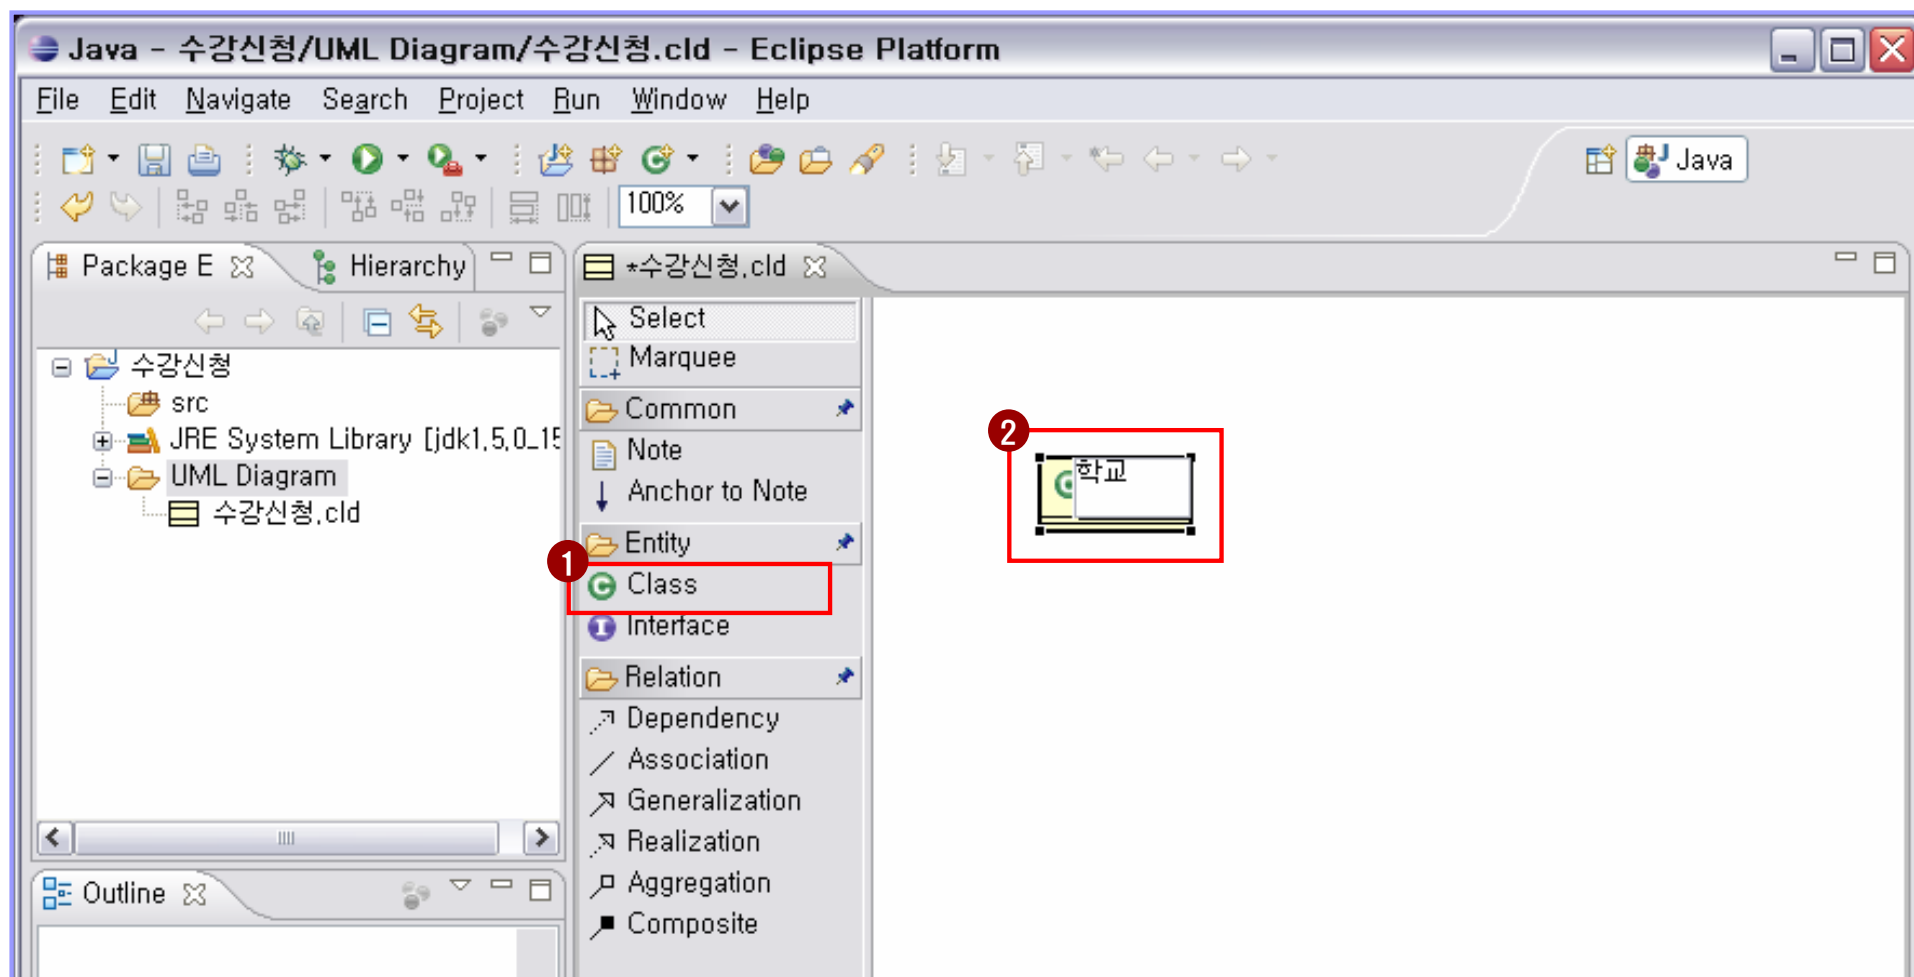 Java - 수강신청/UML Diagram/수강신청.cld - Eclipse Platform
File Edit Navigate Search Project Run Window Help
Java
100%
Package E Hierarchy
*수강신청.cld
수강신청
src
JRE System Library [jdk1.5.0_15
UML Diagram
수강신청.cld
Select
Marquee
Common
Note
Anchor to Note
Entity
1
Class
Interface
Relation
Dependency
Association
Generalization
Realization
Aggregation
Composite
2
학교
Outline